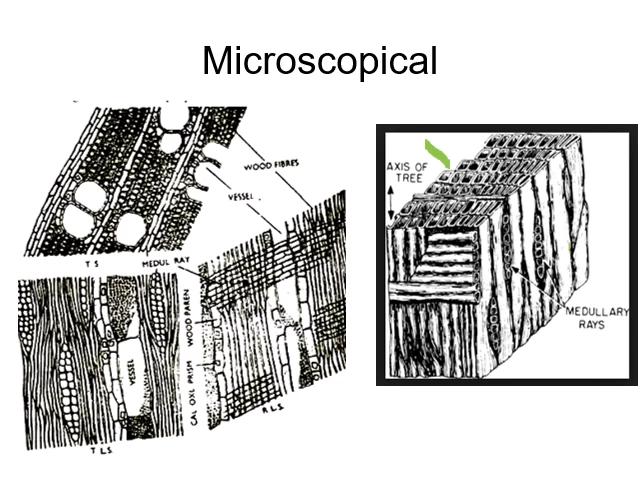 Microscopical
WOOD FIBRES
VESSEL
T S
MEDUL RAY
WOOD PAREN
CAL OXL PRISM
VESSEL
R L S
T L S
AXIS OF
TREE
MEDULLARY
RAYS